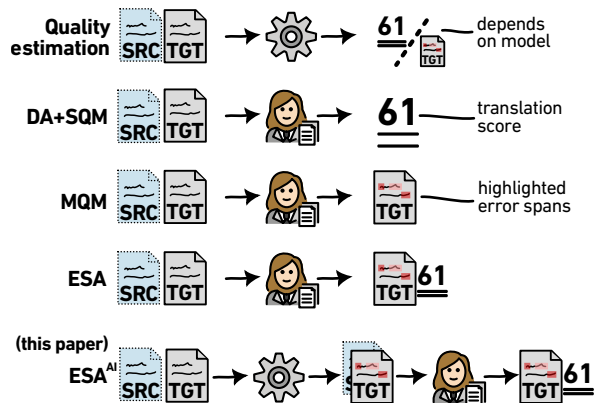 Quality estimation SRC TGT 61 TGT depends on model
DA+SQM SRC TGT 61 translation score
MQM SRC TGT TGT highlighted error spans
ESA SRC TGT TGT 61
(this paper)
ESA^AI SRC TGT S TGT TGT 61